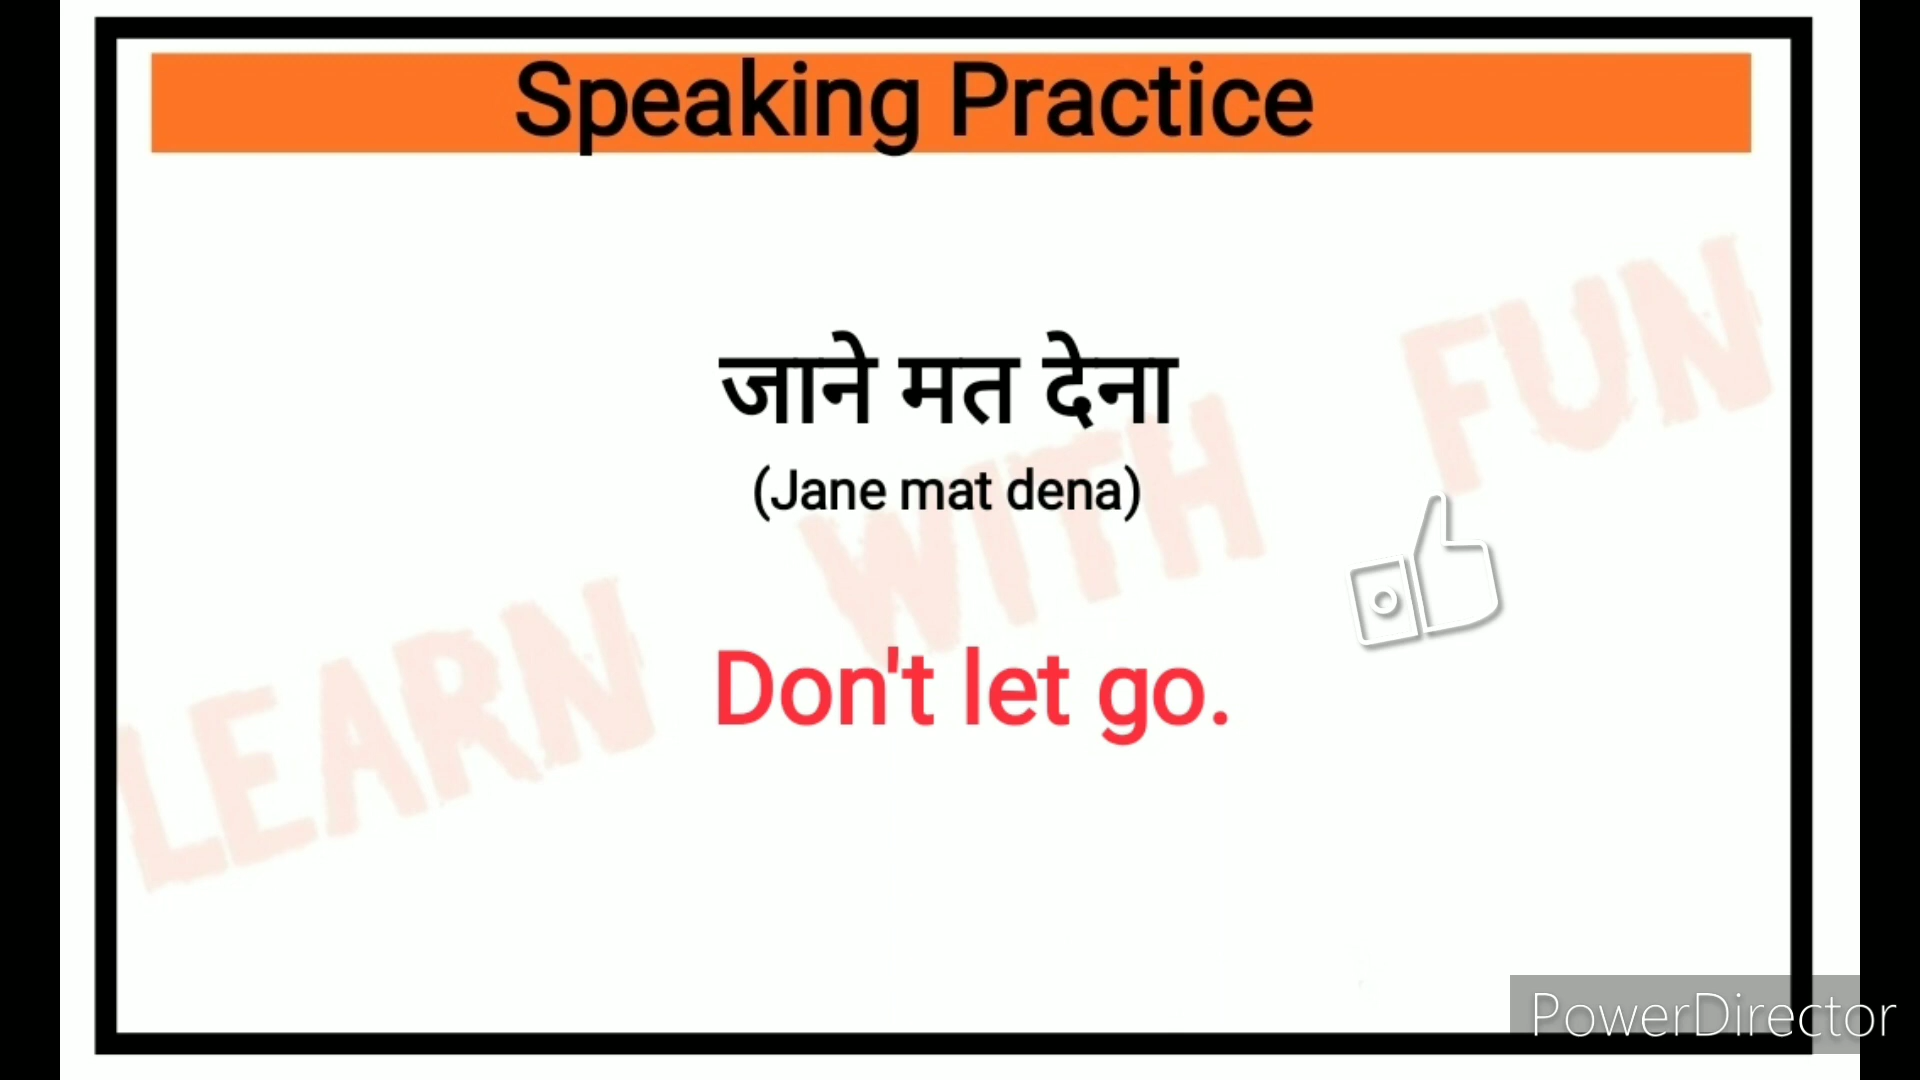 Speaking Practice
जाने मत देना
(Jane mat dena)
Don't let go.
LEARN WITH FUN
PowerDirector